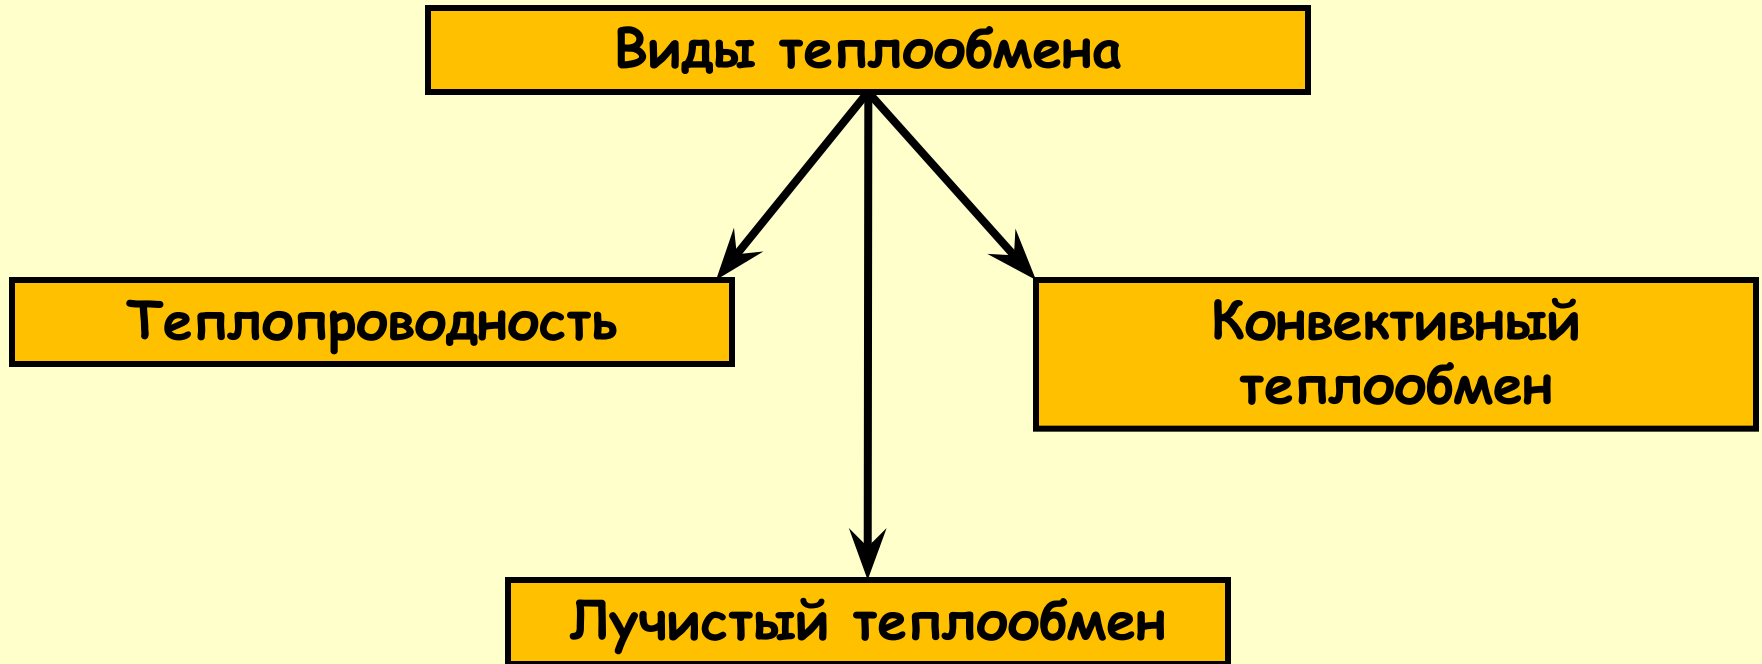 Виды теплообмена
Теплопроводность
Конвективный
теплообмен
Лучистый теплообмен